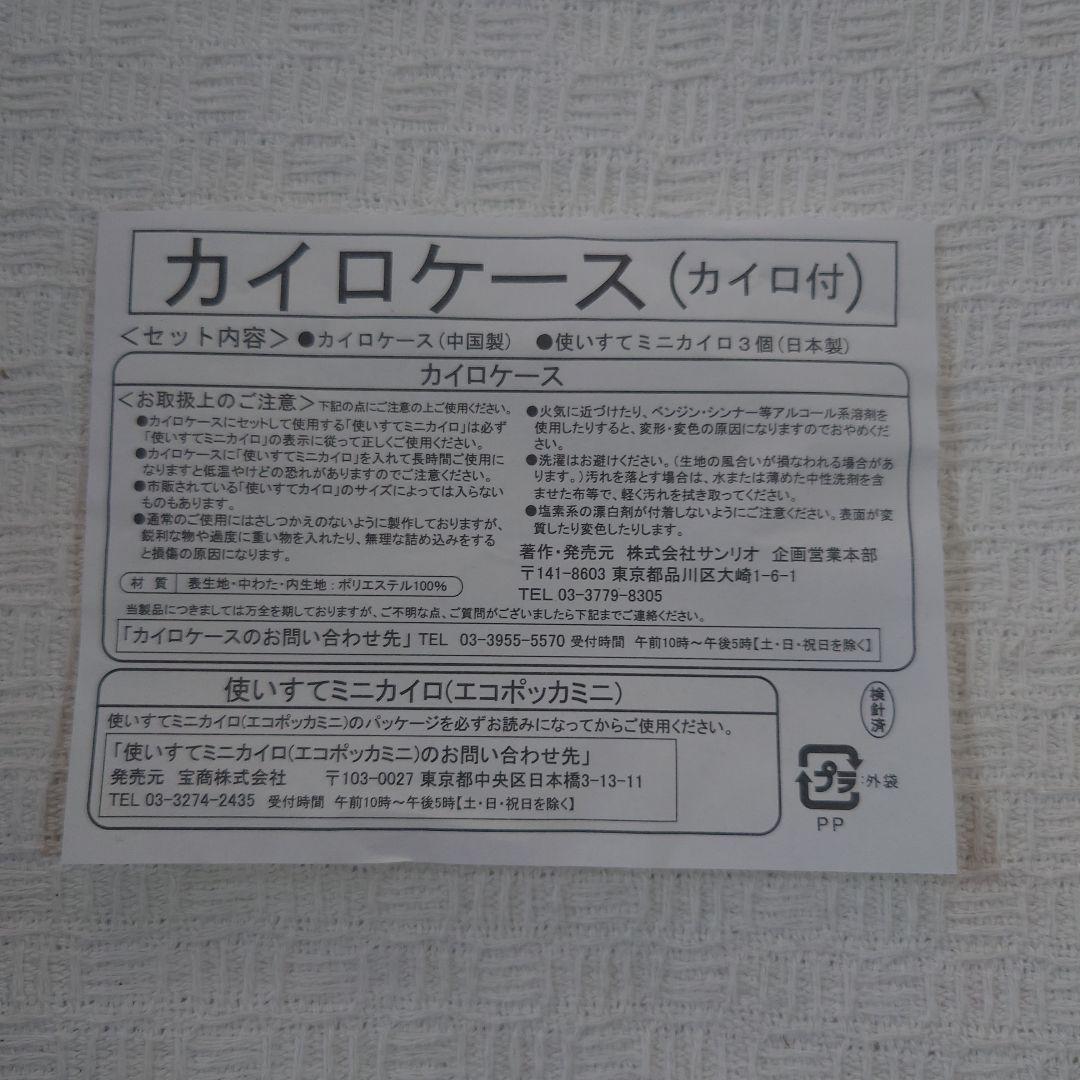 カイロケース(カイロ付)
＜セット内容＞●カイロケース(中国製)　●使いすてミニカイロ3個(日本製)
カイロケース
＜お取扱上のご注意＞下記の点にご注意の上ご使用ください。
●カイロケースにセットして使用する「使いすてミニカイロ」は必ず
「使いすてミニカイロ」の表示に従って正しくご使用ください。
●カイロケースに「使いすてミニカイロ」を入れて長時間ご使用に
なりますと低温やけどの恐れがありますのでご注意ください。
●市販されている「使いすてカイロ」のサイズによっては入らない
ものもあります。
●通常のご使用にはさしつかえのないように製作しておりますが、
鋭利な物や過度に重い物を入れたり、無理な詰め込みをする
と損傷の原因になります。
材 質　表生地・中わた・内生地：ポリエステル100%
●火気に近づけたり、ベンジン・シンナー等アルコール系溶剤を
使用したりすると、変形・変色の原因になりますのでおやめくだ
さい。
●洗濯はお避けください。(生地の風合いが損なわれる場合があ
ります。)汚れを落とす場合は、水または薄めた中性洗剤を含
ませた布等で、軽く汚れを拭き取ってください。
●塩素系の漂白剤が付着しないようにご注意ください。表面が変
質したり変色したりします。
著作・発売元　株式会社サンリオ　企画営業本部
〒141-8603 東京都品川区大崎1-6-1
TEL 03-3779-8305
当製品につきましては万全を期しておりますが、ご不明な点、ご質問がございましたら下記までご連絡ください。
「カイロケースのお問い合わせ先」 TEL　03-3955-5570 受付時間　午前10時～午後5時【土・日・祝日を除く】
使いすてミニカイロ(エコポッカミニ)
使いすてミニカイロ(エコポッカミニ)のパッケージを必ずお読みになってからご使用ください。
「使いすてミニカイロ(エコポッカミニ)のお問い合わせ先」
発売元　宝商株式会社　　〒103-0027 東京都中央区日本橋3-13-11
TEL 03-3274-2435　受付時間　午前10時～午後5時【土・日・祝日を除く】
検針済
プラ：外袋
PP